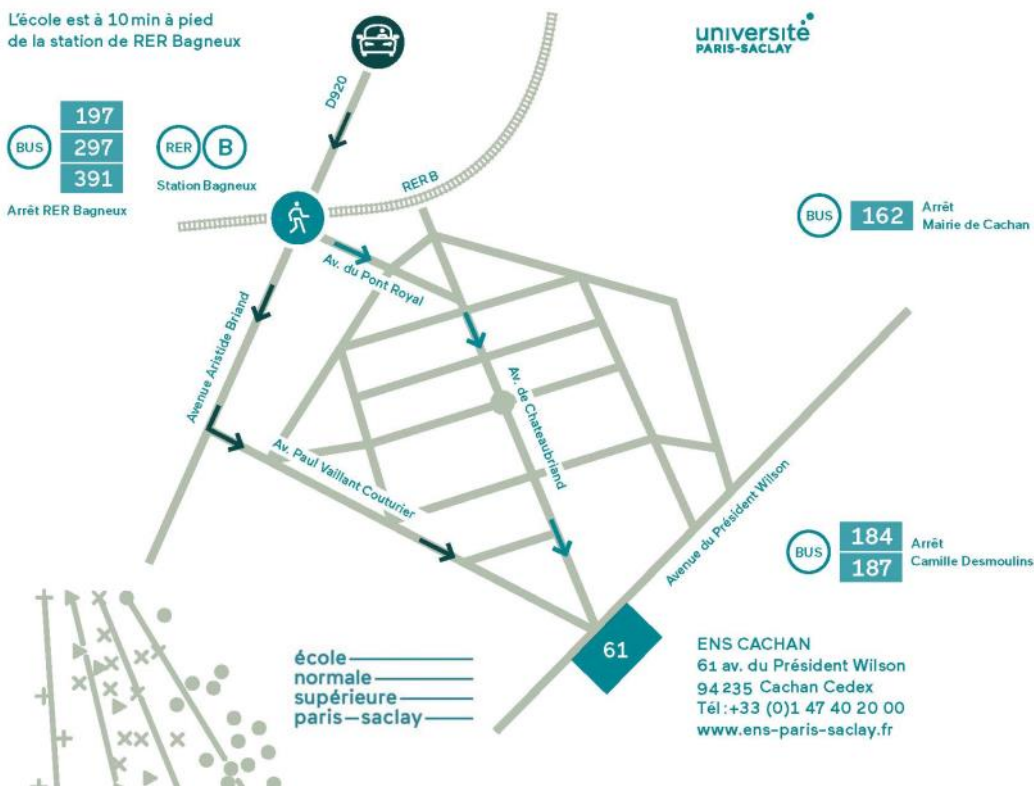 L'école est à 10 min à pied
de la station de RER Bagneux
université
PARIS-SACLAY
D920
BUS
197
297
391
Arrêt RER Bagneux
RER B
Station Bagneux
RER B
BUS
162
Arrêt
Mairie de Cachan
Av. du Pont Royal
Avenue Aristide Briand
Av. de Chateaubriand
Av. Paul Vaillant Couturier
Avenue du Président Wilson
BUS
184
187
Arrêt
Camille Desmoulins
61
école
normale
supérieure
paris–saclay
ENS CACHAN
61 av. du Président Wilson
94 235 Cachan Cedex
Tél :+33 (0)1 47 40 20 00
www.ens-paris-saclay.fr